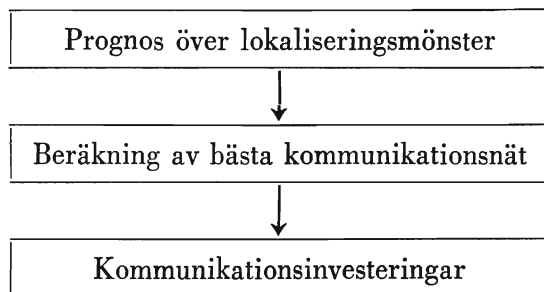 Prognos över lokaliseringsmönster
Beräkning av bästa kommunikationsnät
Kommunikationsinvesteringar